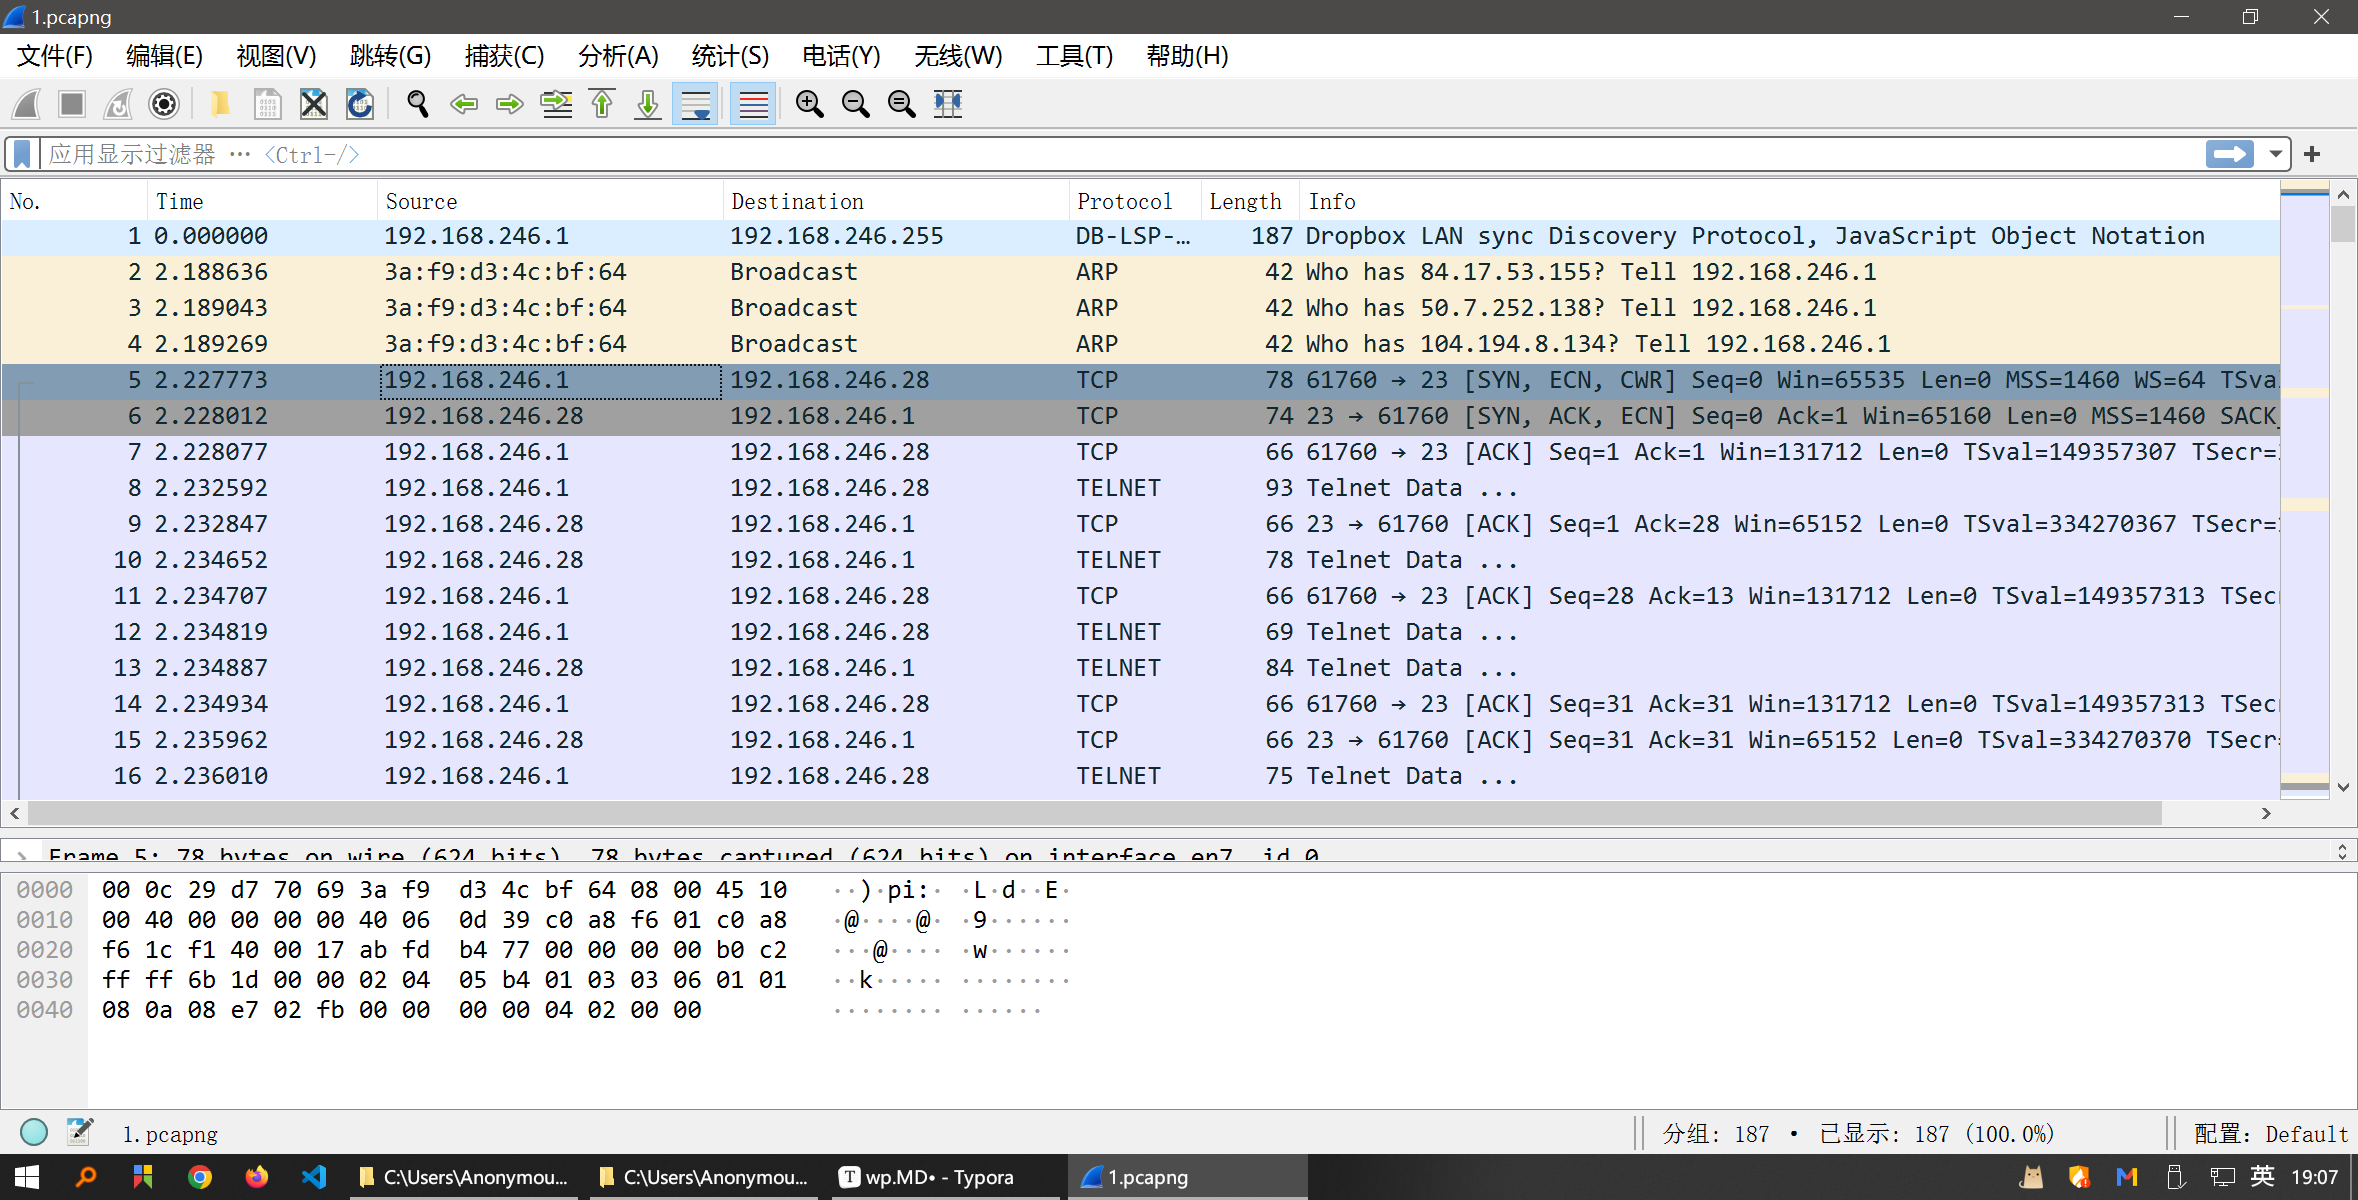 1.pcapng
文件(F) 编辑(E) 视图(V) 跳转(G) 捕获(C) 分析(A) 统计(S) 电话(Y) 无线(W) 工具(T) 帮助(H)
应用显示过滤器 … <Ctrl-/>
No. Time Source Destination Protocol Length Info
1 0.000000 192.168.246.1 192.168.246.255 DB-LSP-… 187 Dropbox LAN sync Discovery Protocol, JavaScript Object Notation
2 2.188636 3a:f9:d3:4c:bf:64 Broadcast ARP 42 Who has 84.17.53.155? Tell 192.168.246.1
3 2.189043 3a:f9:d3:4c:bf:64 Broadcast ARP 42 Who has 50.7.252.138? Tell 192.168.246.1
4 2.189269 3a:f9:d3:4c:bf:64 Broadcast ARP 42 Who has 104.194.8.134? Tell 192.168.246.1
5 2.227773 192.168.246.1 192.168.246.28 TCP 78 61760 → 23 [SYN, ECN, CWR] Seq=0 Win=65535 Len=0 MSS=1460 WS=64 TSva
6 2.228012 192.168.246.28 192.168.246.1 TCP 74 23 → 61760 [SYN, ACK, ECN] Seq=0 Ack=1 Win=65160 Len=0 MSS=1460 SACK_
7 2.228077 192.168.246.1 192.168.246.28 TCP 66 61760 → 23 [ACK] Seq=1 Ack=1 Win=131712 Len=0 TSval=149357307 TSecr=
8 2.232592 192.168.246.1 192.168.246.28 TELNET 93 Telnet Data ...
9 2.232847 192.168.246.28 192.168.246.1 TCP 66 23 → 61760 [ACK] Seq=1 Ack=28 Win=65152 Len=0 TSval=334270367 TSecr=
10 2.234652 192.168.246.28 192.168.246.1 TELNET 78 Telnet Data ...
11 2.234707 192.168.246.1 192.168.246.28 TCP 66 61760 → 23 [ACK] Seq=28 Ack=13 Win=131712 Len=0 TSval=149357313 TSecr
12 2.234819 192.168.246.1 192.168.246.28 TELNET 69 Telnet Data ...
13 2.234887 192.168.246.28 192.168.246.1 TELNET 84 Telnet Data ...
14 2.234934 192.168.246.1 192.168.246.28 TCP 66 61760 → 23 [ACK] Seq=31 Ack=31 Win=131712 Len=0 TSval=149357313 TSecr
15 2.235962 192.168.246.28 192.168.246.1 TCP 66 23 → 61760 [ACK] Seq=31 Ack=31 Win=65152 Len=0 TSval=334270370 TSecr=
16 2.236010 192.168.246.1 192.168.246.28 TELNET 75 Telnet Data ...
Frame 5: 78 bytes on wire (624 bits), 78 bytes captured (624 bits) on interface en7, id 0
0000 00 0c 29 d7 70 69 3a f9 d3 4c bf 64 08 00 45 10 ··)·pi:· ·L·d··E·
0010 00 40 00 00 00 00 40 06 0d 39 c0 a8 f6 01 c0 a8 ·@····@· ·9······
0020 f6 1c f1 40 00 17 ab fd b4 77 00 00 00 00 b0 c2 ···@···· ·w······
0030 ff ff 6b 1d 00 00 02 04 05 b4 01 03 03 06 01 01 ··k····· ········
0040 08 0a 08 e7 02 fb 00 00 00 00 04 02 00 00 ········ ······
1.pcapng 分组: 187 · 已显示: 187 (100.0%) 配置: Default
C:\Users\Anonymou... C:\Users\Anonymou... wp.MD• - Typora 1.pcapng 英 19:07